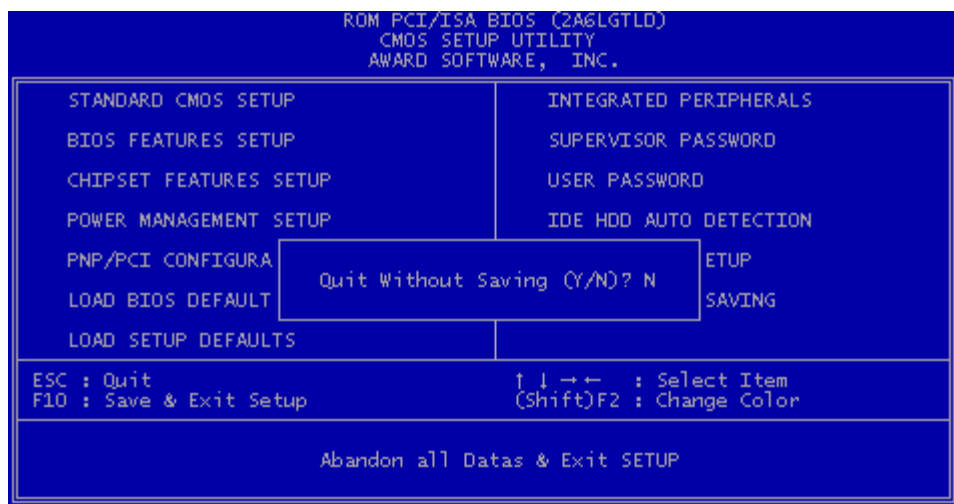 ROM PCI/ISA BIOS (2A6LGTLD)
CMOS SETUP UTILITY
AWARD SOFTWARE, INC.
STANDARD CMOS SETUP
INTEGRATED PERIPHERALS
BIOS FEATURES SETUP
SUPERVISOR PASSWORD
CHIPSET FEATURES SETUP
USER PASSWORD
POWER MANAGEMENT SETUP
IDE HDD AUTO DETECTION
PNP/PCI CONFIGURA
ETUP
Quit Without Saving (Y/N)? N
LOAD BIOS DEFAULT
SAVING
LOAD SETUP DEFAULTS
ESC : Quit
↑ ↓ → ← : Select Item
F10 : Save & Exit Setup
(Shift)F2 : Change Color
Abandon all Datas & Exit SETUP